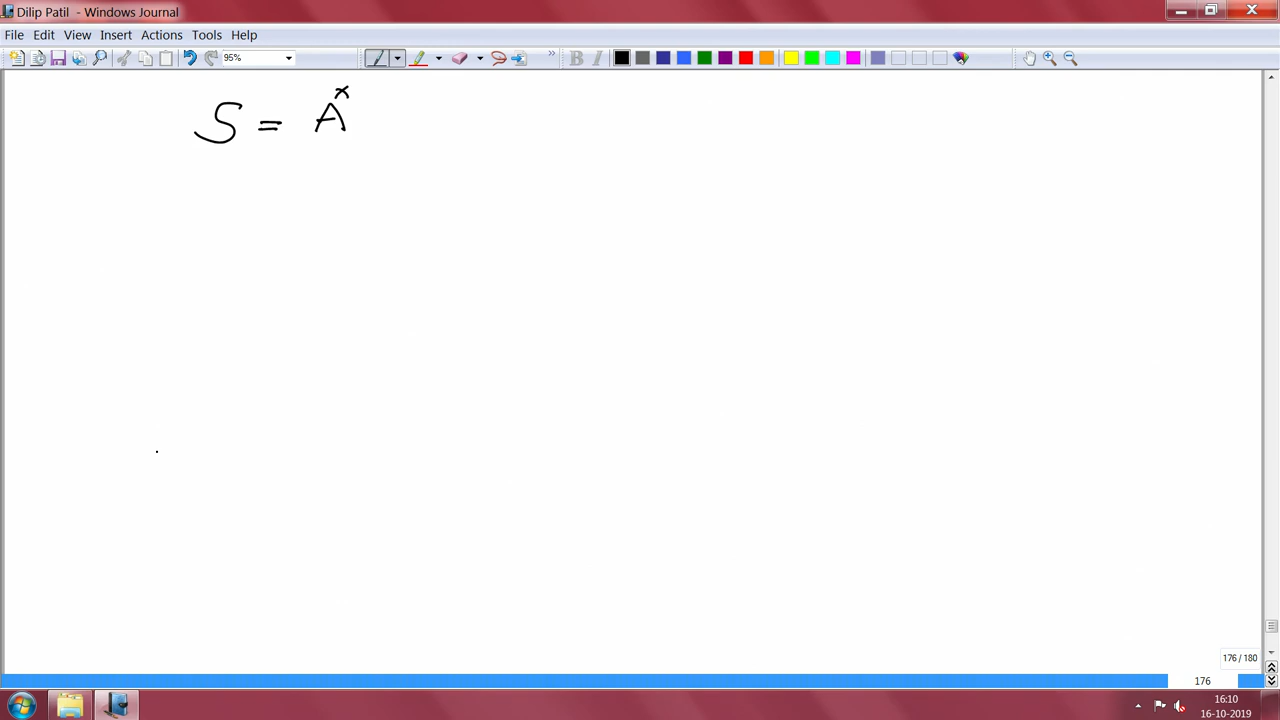 Dilip Patil - Windows Journal
File Edit View Insert Actions Tools Help
95%
S = A^×
176 / 180
176
16:10
16-10-2019